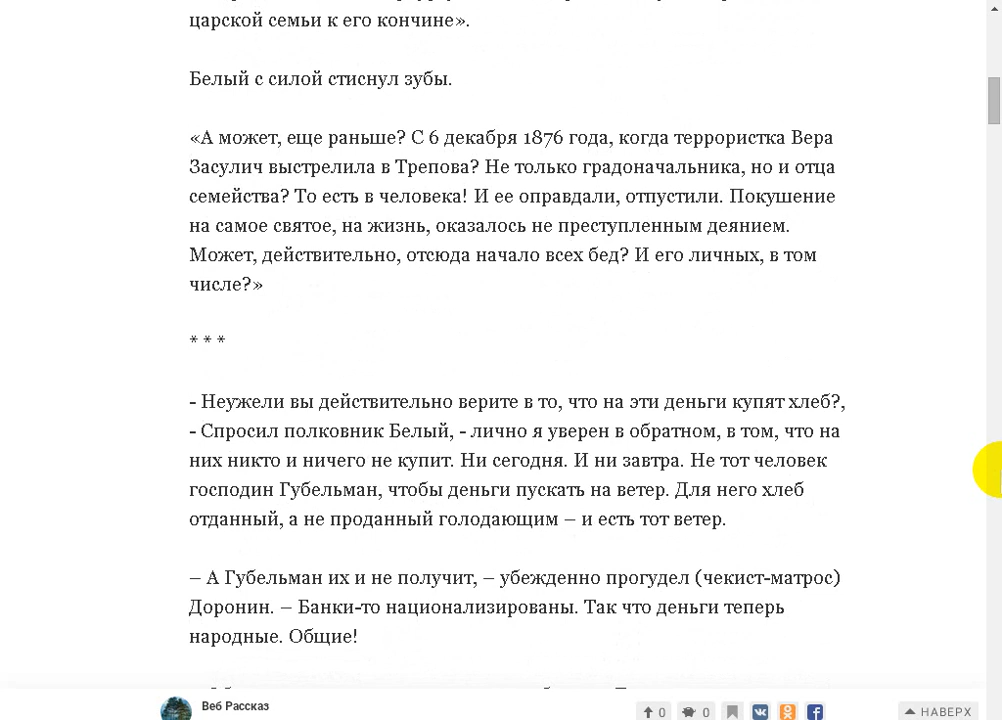 царской семьи к его кончине».
Белый с силой стиснул зубы.
«А может, еще раньше? С 6 декабря 1876 года, когда террористка Вера
Засулич выстрелила в Трепова? Не только градоначальника, но и отца
семейства? То есть в человека! И ее оправдали, отпустили. Покушение
на самое святое, на жизнь, оказалось не преступленным деянием.
Может, действительно, отсюда начало всех бед? И его личных, в том
числе?»
* * *
- Неужели вы действительно верите в то, что на эти деньги купят хлеб?,
- Спросил полковник Белый, - лично я уверен в обратном, в том, что на
них никто и ничего не купит. Ни сегодня. И ни завтра. Не тот человек
господин Губельман, чтобы деньги пускать на ветер. Для него хлеб
отданный, а не проданный голодающим – и есть тот ветер.
– А Губельман их и не получит, – убежденно прогудел (чекист-матрос)
Доронин. – Банки-то национализированы. Так что деньги теперь
народные. Общие!
Веб Рассказ
0
0
НАВЕРХ